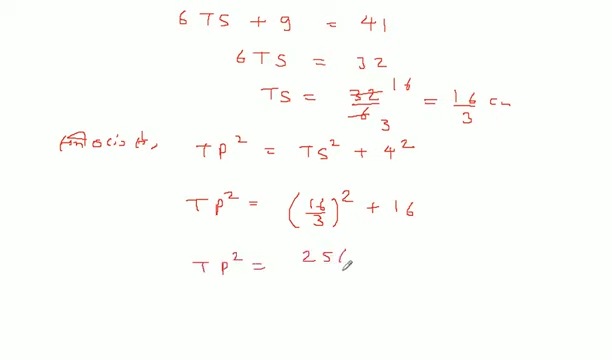 6 TS + 9 = 41
6 TS = 32
TS = 32/6 16/3 = 16/3 cm
TP² = TS² + 4²
TP² = (16/3)² + 16
TP² = 25